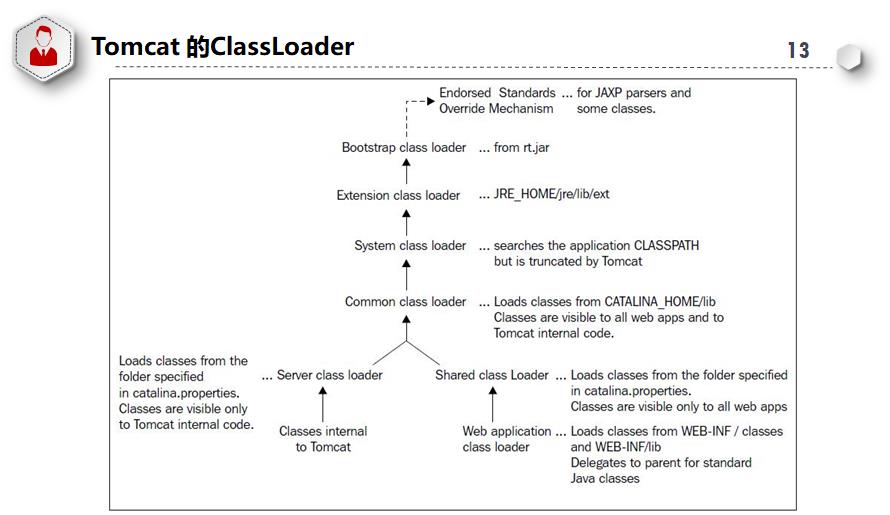 Tomcat 的ClassLoader
13
Endorsed Standards ... for JAXP parsers and
Override Mechanism some classes.
Bootstrap class loader ... from rt.jar
Extension class loader ... JRE_HOME/jre/lib/ext
System class loader ... searches the application CLASSPATH
but is truncated by Tomcat
Common class loader ... Loads classes from CATALINA_HOME/lib
Classes are visible to all web apps and to
Tomcat internal code.
Loads classes from the
folder specified
in catalina.properties.
Classes are visible only
to Tomcat internal code.
... Server class loader
Shared class Loader ... Loads classes from the folder specified
in catalina.properties.
Classes are visible only to all web apps
Classes internal
to Tomcat
Web application ... Loads classes from WEB-INF / classes
class loader and WEB-INF/lib
Delegates to parent for standard
Java classes